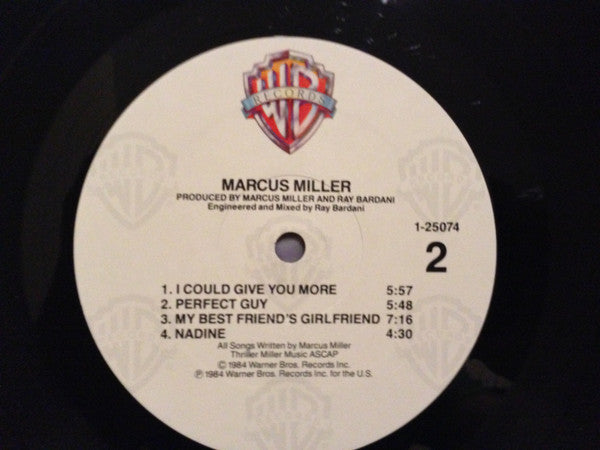 RECORDS
MARCUS MILLER
PRODUCED BY MARCUS MILLER AND RAY BARDANI
Engineered and Mixed by Ray Bardani
1-25074
2
1. I COULD GIVE YOU MORE 5:57
2. PERFECT GUY 5:48
3. MY BEST FRIEND'S GIRLFRIEND 7:16
4. NADINE 4:30
All Songs Written by Marcus Miller
Thriller Miller Music ASCAP
© 1984 Warner Bros. Records Inc.
℗ 1984 Warner Bros. Records Inc. for the U.S.